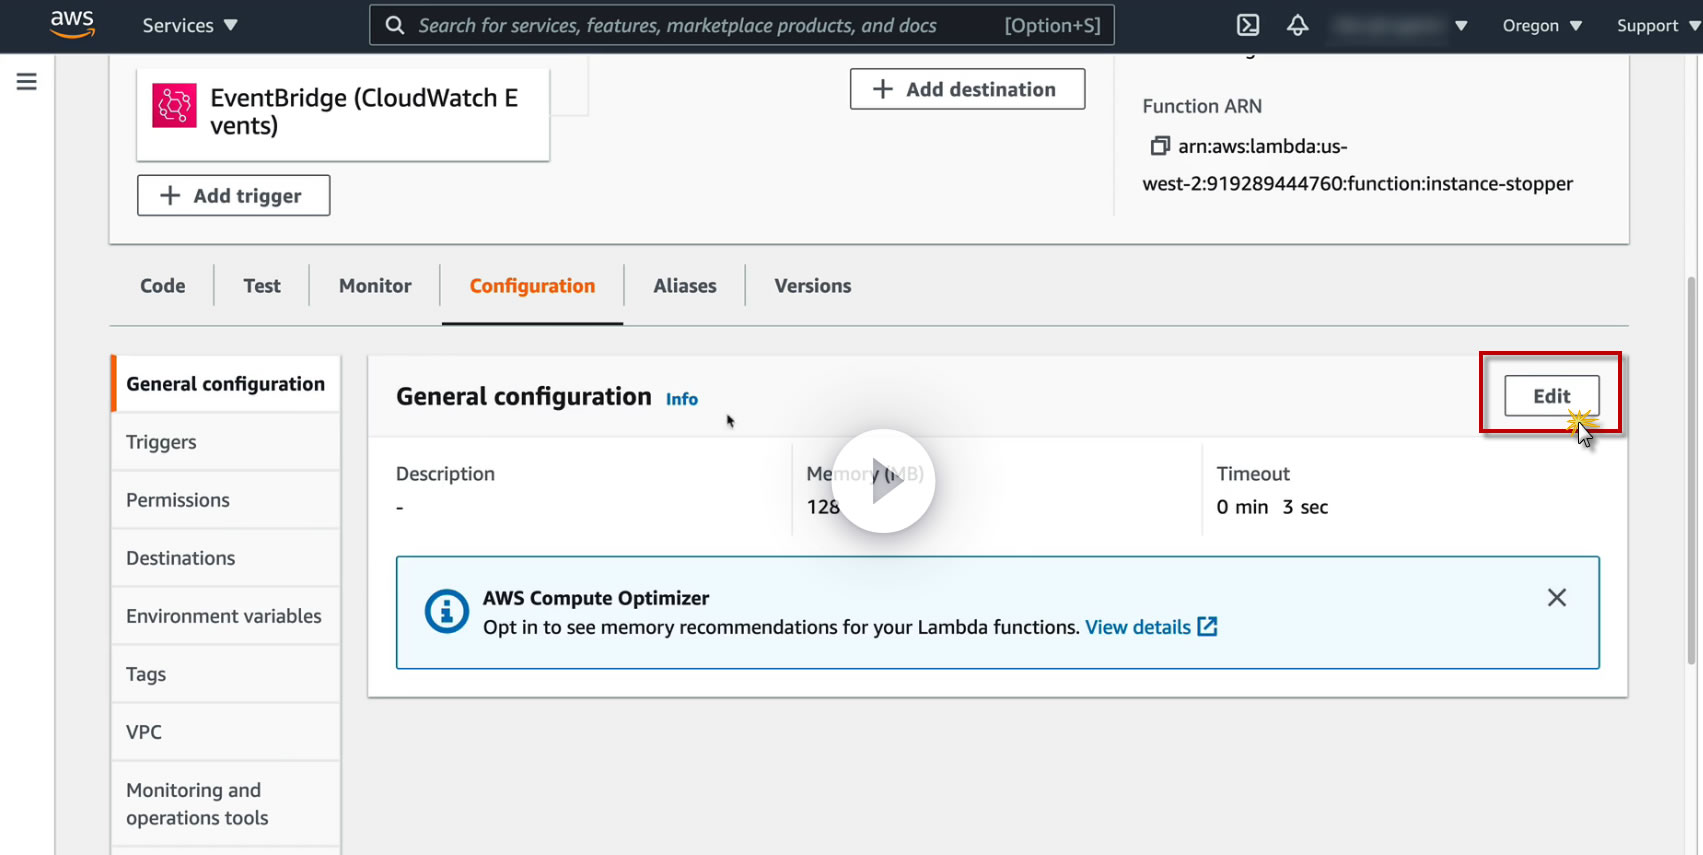 aws
Services
Search for services, features, marketplace products, and docs
[Option+S]
Oregon
Support
EventBridge (CloudWatch E
vents)
Add destination
Add trigger
Function ARN
arn:aws:lambda:us-
west-2:919289444760:function:instance-stopper
Code
Test
Monitor
Configuration
Aliases
Versions
General configuration
Triggers
Permissions
Destinations
Environment variables
Tags
VPC
Monitoring and
operations tools
General configuration Info
Edit
Description
-
Memory (MB)
128
Timeout
0 min 3 sec
AWS Compute Optimizer
Opt in to see memory recommendations for your Lambda functions. View details